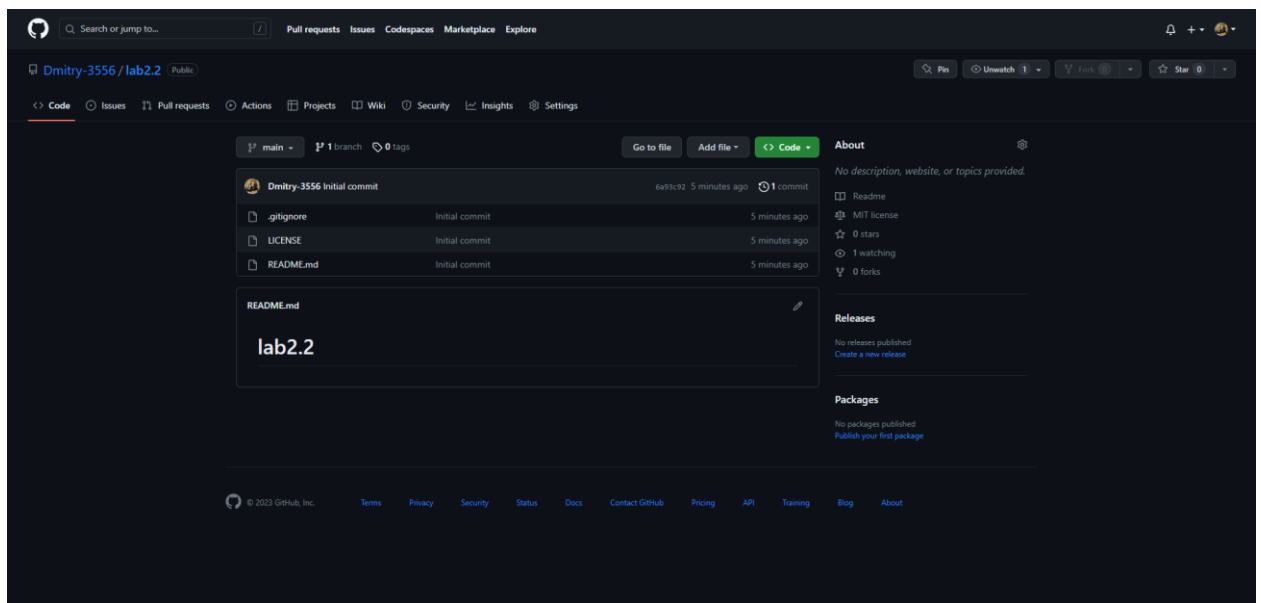 Search or jump to... / Pull requests Issues Codespaces Marketplace Explore
Dmitry-3556 / lab2.2 Public Pin Unwatch 1 Fork 0 Star 0
Code Issues Pull requests Actions Projects Wiki Security Insights Settings
main 1 branch 0 tags Go to file Add file Code
Dmitry-3556 Initial commit 6a93c92 5 minutes ago 1 commit
.gitignore Initial commit 5 minutes ago
LICENSE Initial commit 5 minutes ago
README.md Initial commit 5 minutes ago
README.md
lab2.2
About
No description, website, or topics provided.
Readme
MIT license
0 stars
1 watching
0 forks
Releases
No releases published
Create a new release
Packages
No packages published
Publish your first package
© 2023 GitHub, Inc. Terms Privacy Security Status Docs Contact GitHub Pricing API Training Blog About